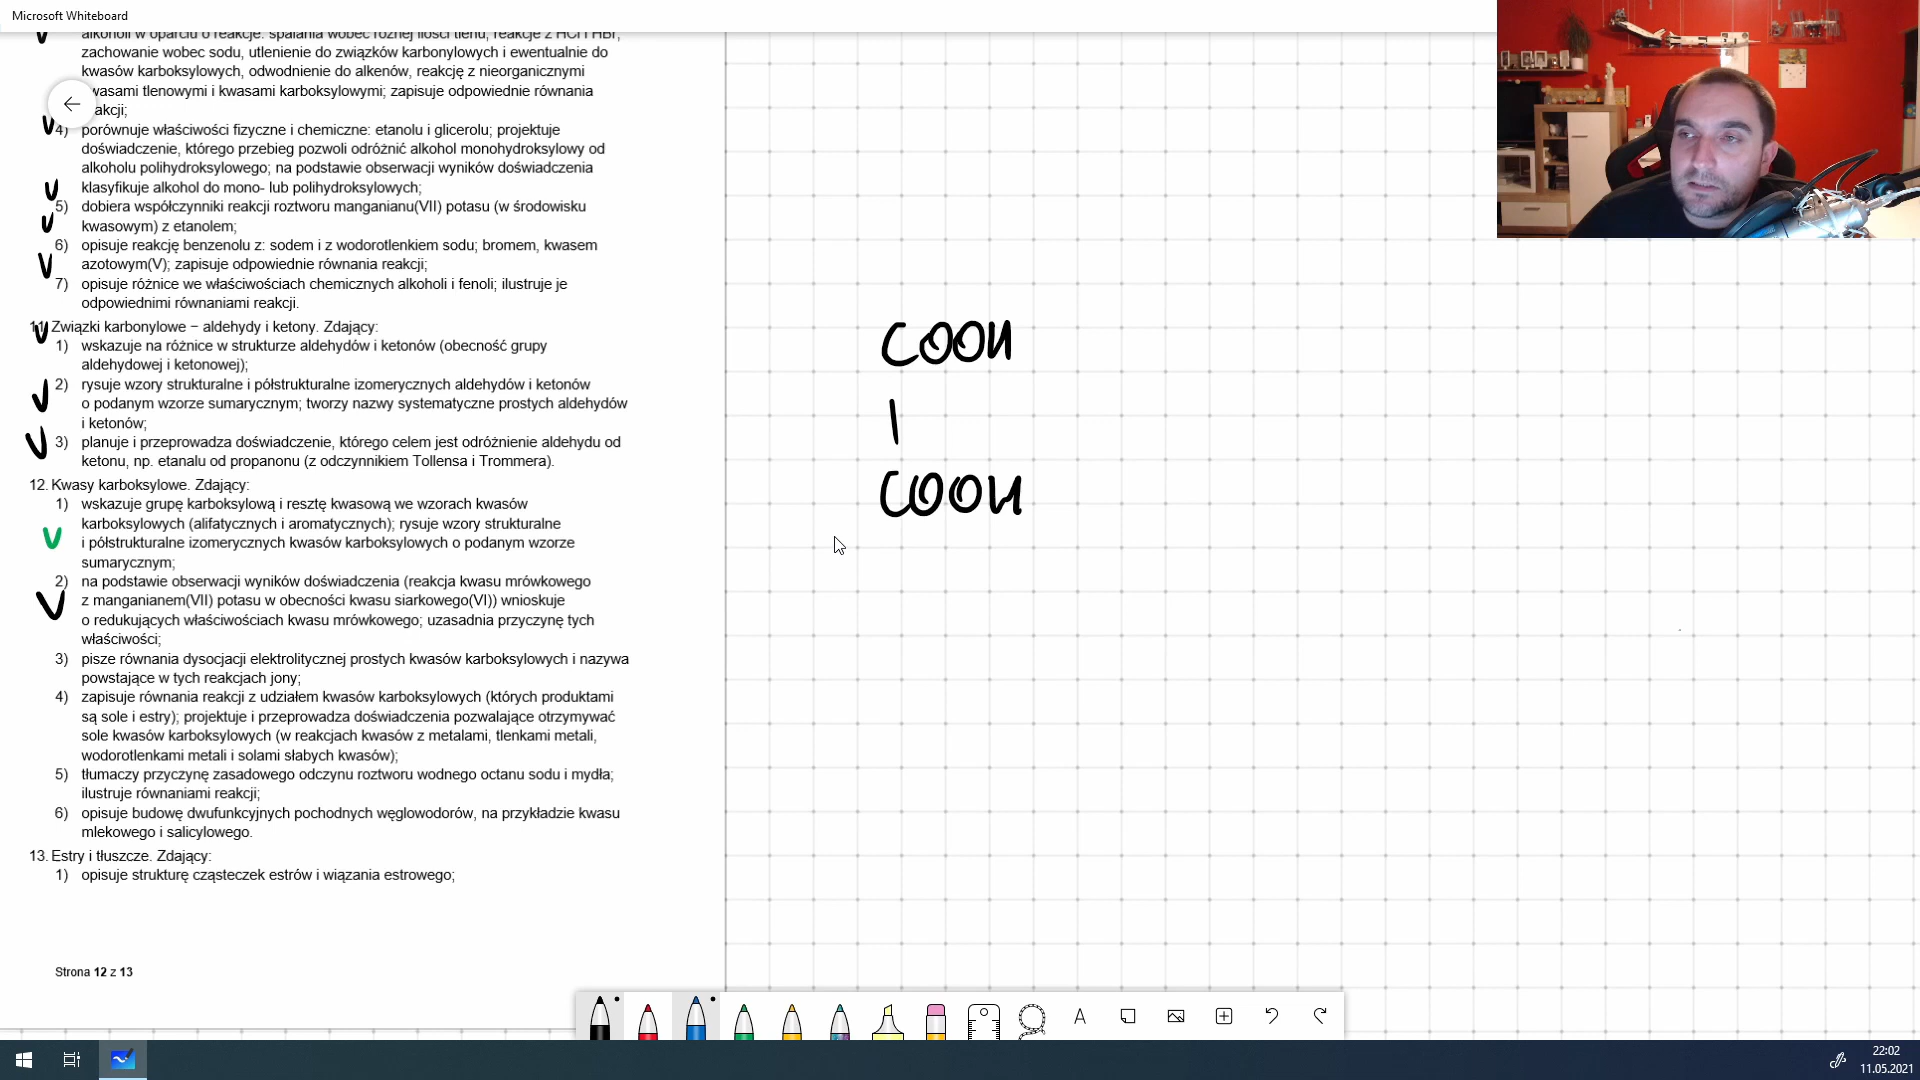 Microsoft Whiteboard
alkoholi w oparciu o reakcje: spalania wobec różnej ilości tlenu, reakcje z HCl i HBr,
zachowanie wobec sodu, utlenienie do związków karbonylowych i ewentualnie do
kwasów karboksylowych, odwodnienie do alkenów, reakcję z nieorganicznymi
wasami tlenowymi i kwasami karboksylowymi; zapisuje odpowiednie równania
akcji;
4) porównuje właściwości fizyczne i chemiczne: etanolu i glicerolu; projektuje
doświadczenie, którego przebieg pozwoli odróżnić alkohol monohydroksylowy od
alkoholu polihydroksylowego; na podstawie obserwacji wyników doświadczenia
klasyfikuje alkohol do mono- lub polihydroksylowych;
5) dobiera współczynniki reakcji roztworu manganianu(VII) potasu (w środowisku
kwasowym) z etanolem;
6) opisuje reakcję benzenolu z: sodem i z wodorotlenkiem sodu; bromem, kwasem
azotowym(V); zapisuje odpowiednie równania reakcji;
7) opisuje różnice we właściwościach chemicznych alkoholi i fenoli; ilustruje je
odpowiednimi równaniami reakcji.
11. Związki karbonylowe − aldehydy i ketony. Zdający:
1) wskazuje na różnice w strukturze aldehydów i ketonów (obecność grupy
aldehydowej i ketonowej);
2) rysuje wzory strukturalne i półstrukturalne izomerycznych aldehydów i ketonów
o podanym wzorze sumarycznym; tworzy nazwy systematyczne prostych aldehydów
i ketonów;
3) planuje i przeprowadza doświadczenie, którego celem jest odróżnienie aldehydu od
ketonu, np. etanalu od propanonu (z odczynnikiem Tollensa i Trommera).
12. Kwasy karboksylowe. Zdający:
1) wskazuje grupę karboksylową i resztę kwasową we wzorach kwasów
karboksylowych (alifatycznych i aromatycznych); rysuje wzory strukturalne
i półstrukturalne izomerycznych kwasów karboksylowych o podanym wzorze
sumarycznym;
2) na podstawie obserwacji wyników doświadczenia (reakcja kwasu mrówkowego
z manganianem(VII) potasu w obecności kwasu siarkowego(VI)) wnioskuje
o redukujących właściwościach kwasu mrówkowego; uzasadnia przyczynę tych
właściwości;
3) pisze równania dysocjacji elektrolitycznej prostych kwasów karboksylowych i nazywa
powstające w tych reakcjach jony;
4) zapisuje równania reakcji z udziałem kwasów karboksylowych (których produktami
są sole i estry); projektuje i przeprowadza doświadczenia pozwalające otrzymywać
sole kwasów karboksylowych (w reakcjach kwasów z metalami, tlenkami metali,
wodorotlenkami metali i solami słabych kwasów);
5) tłumaczy przyczynę zasadowego odczynu roztworu wodnego octanu sodu i mydła;
ilustruje równaniami reakcji;
6) opisuje budowę dwufunkcyjnych pochodnych węglowodorów, na przykładzie kwasu
mlekowego i salicylowego.
13. Estry i tłuszcze. Zdający:
1) opisuje strukturę cząsteczek estrów i wiązania estrowego;
Strona 12 z 13
COOH
|
COOH
22:02
11.05.2021